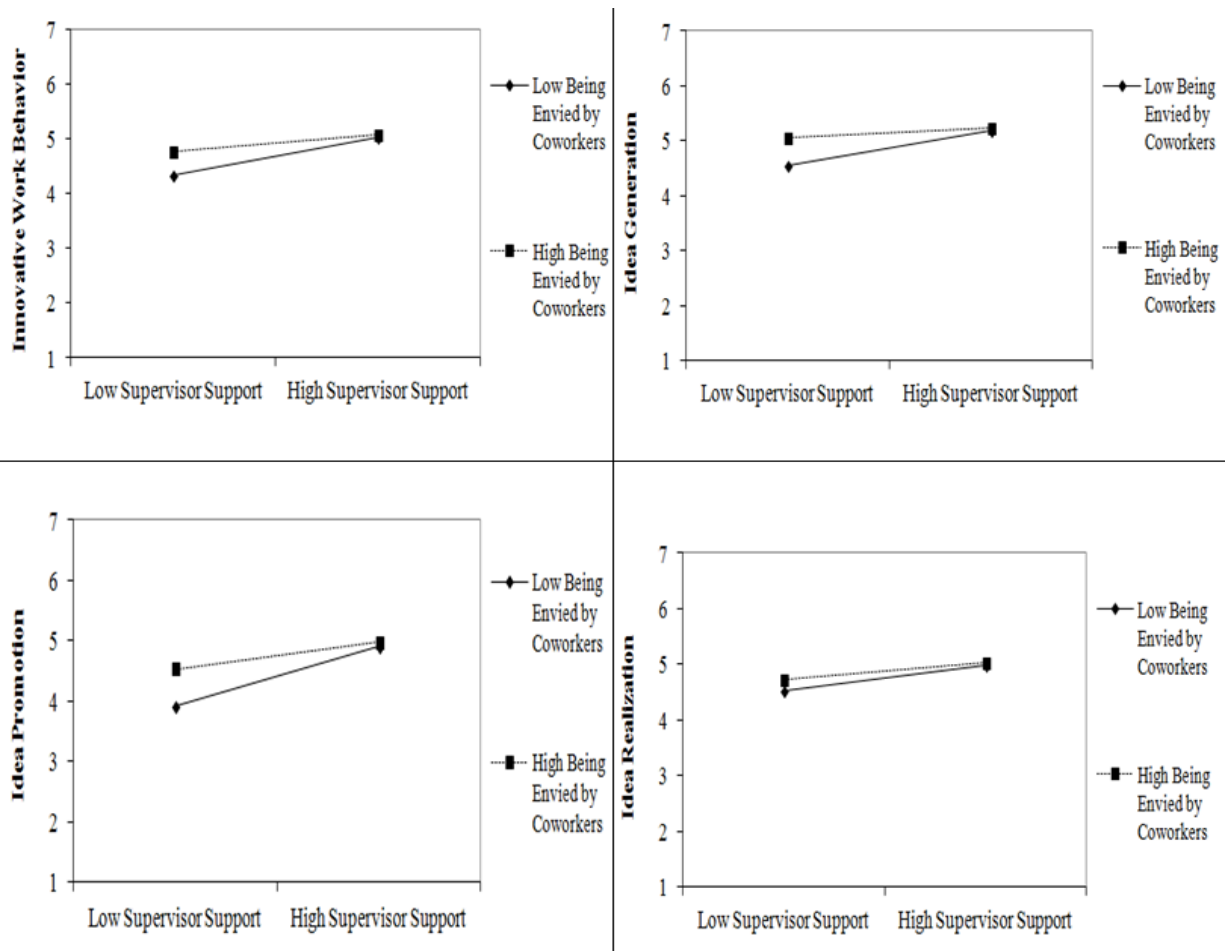 Innovative Work Behavior
7
6
5
4
3
2
1
Low Supervisor Support
High Supervisor Support
Low Being
Envied by
Coworkers
High Being
Envied by
Coworkers
Idea Generation
7
6
5
4
3
2
1
Low Supervisor Support
High Supervisor Support
Low Being
Envied by
Coworkers
High Being
Envied by
Coworkers
Idea Promotion
7
6
5
4
3
2
1
Low Supervisor Support
High Supervisor Support
Low Being
Envied by
Coworkers
High Being
Envied by
Coworkers
Idea Realization
7
6
5
4
3
2
1
Low Supervisor Support
High Supervisor Support
Low Being
Envied by
Coworkers
High Being
Envied by
Coworkers